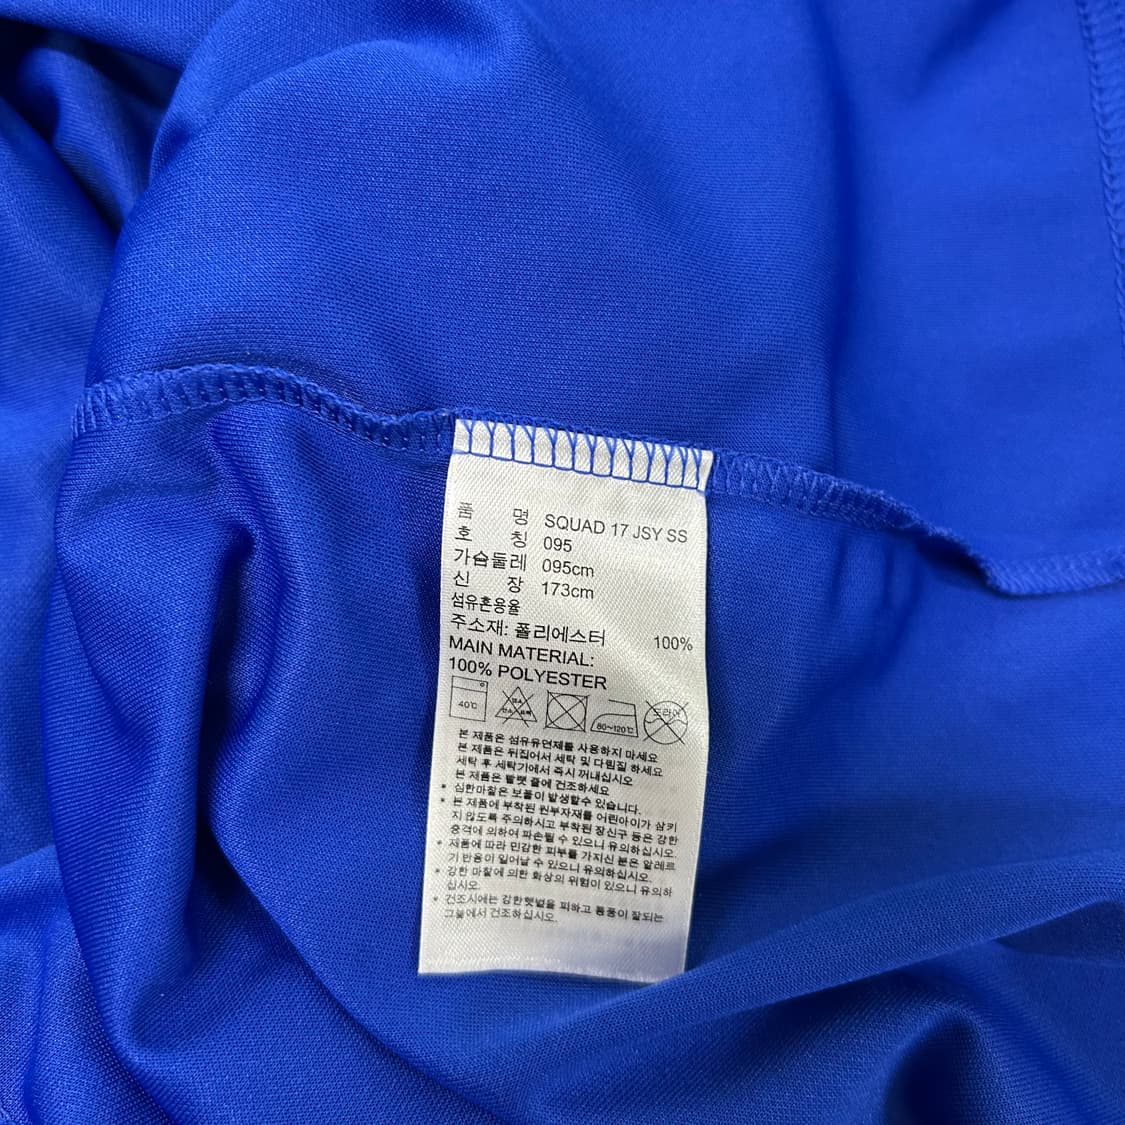 품 명 SQUAD 17 JSY SS
호 칭 095
가슴둘레 095cm
신 장 173cm
섬유혼용율
주소재: 폴리에스터 100%
MAIN MATERIAL:
100% POLYESTER
40℃ 염소 산소표백 80~120℃ 드라이
본 제품은 섬유유연제를 사용하지 마세요
본 제품은 뒤집어서 세탁 및 다림질 하세요
세탁 후 세탁기에서 즉시 꺼내십시오
본 제품은 빨랫 줄에 건조하세요
* 심한마찰은 보풀이 발생할수 있습니다.
* 본 제품에 부착된 원부자재를 어린아이가 삼키
지 않도록 주의하시고 부착된 장신구 등은 강한
충격에 의하여 파손될 수 있으니 유의하십시오.
* 제품에 따라 민감한 피부를 가지신 분은 알레르
기 반응이 일어날 수 있으니 유의하십시오.
* 강한 마찰에 의한 화상의 위험이 있으니 유의하
십시오.
* 건조시에는 강한햇볕을 피하고 통풍이 잘되는
그늘에서 건조하십시오.